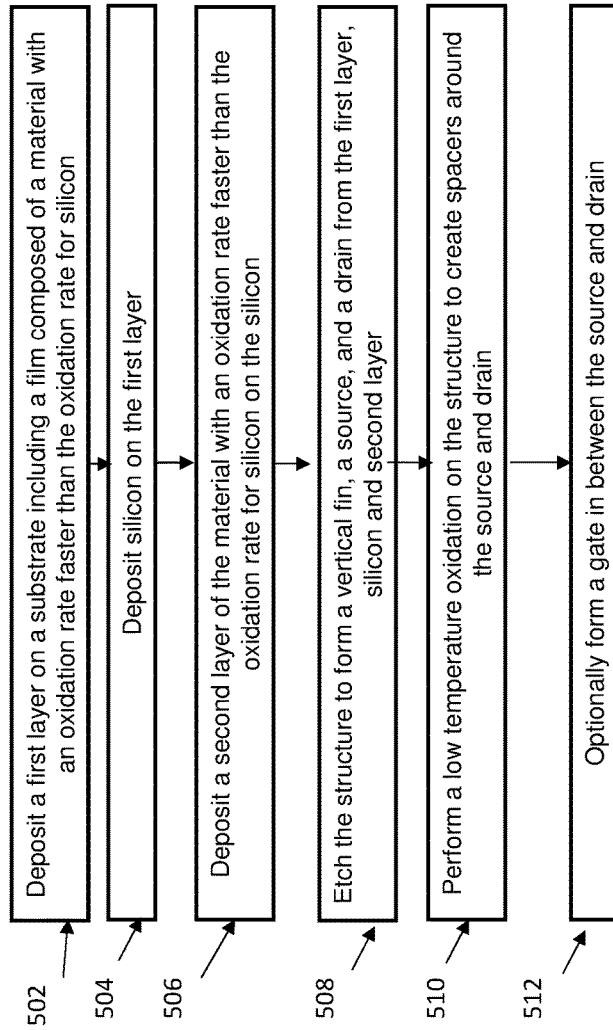 502
Deposit a first layer on a substrate including a film composed of a material with
an oxidation rate faster than the oxidation rate for silicon
504
Deposit silicon on the first layer
506
Deposit a second layer of the material with an oxidation rate faster than the
oxidation rate for silicon on the silicon
508
Etch the structure to form a vertical fin, a source, and a drain from the first layer,
silicon and second layer
510
Perform a low temperature oxidation on the structure to create spacers around
the source and drain
512
Optionally form a gate in between the source and drain